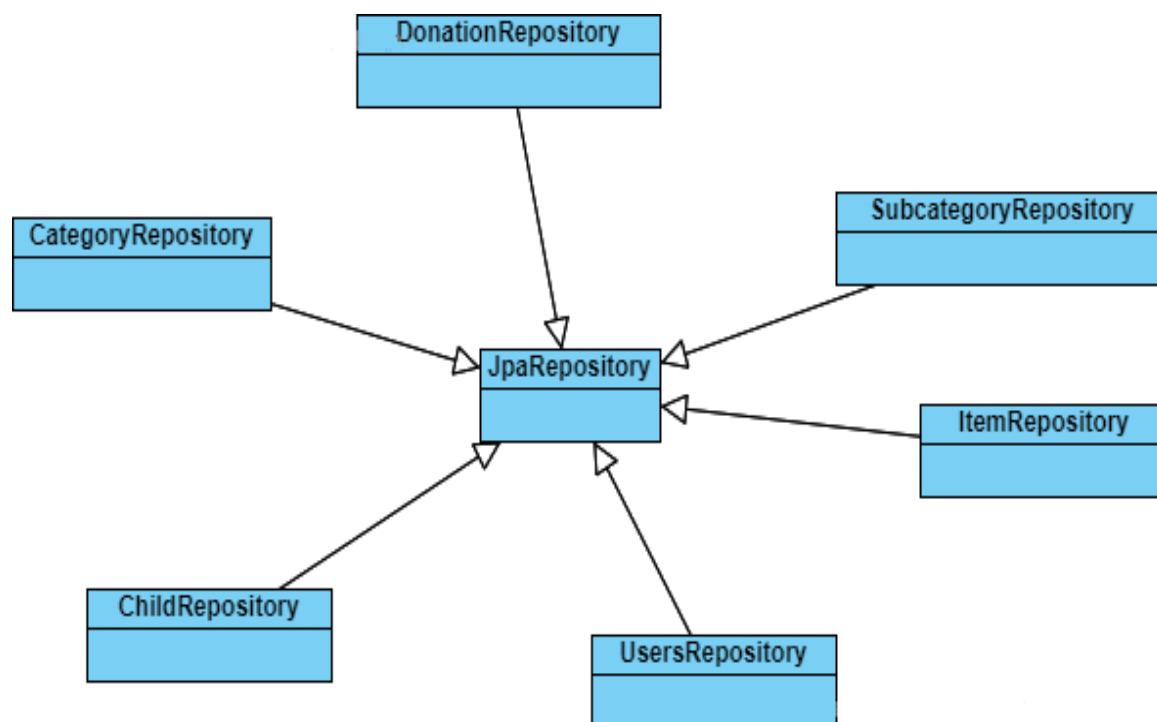 DonationRepository
SubcategoryRepository
CategoryRepository
JpaRepository
ItemRepository
ChildRepository
UsersRepository